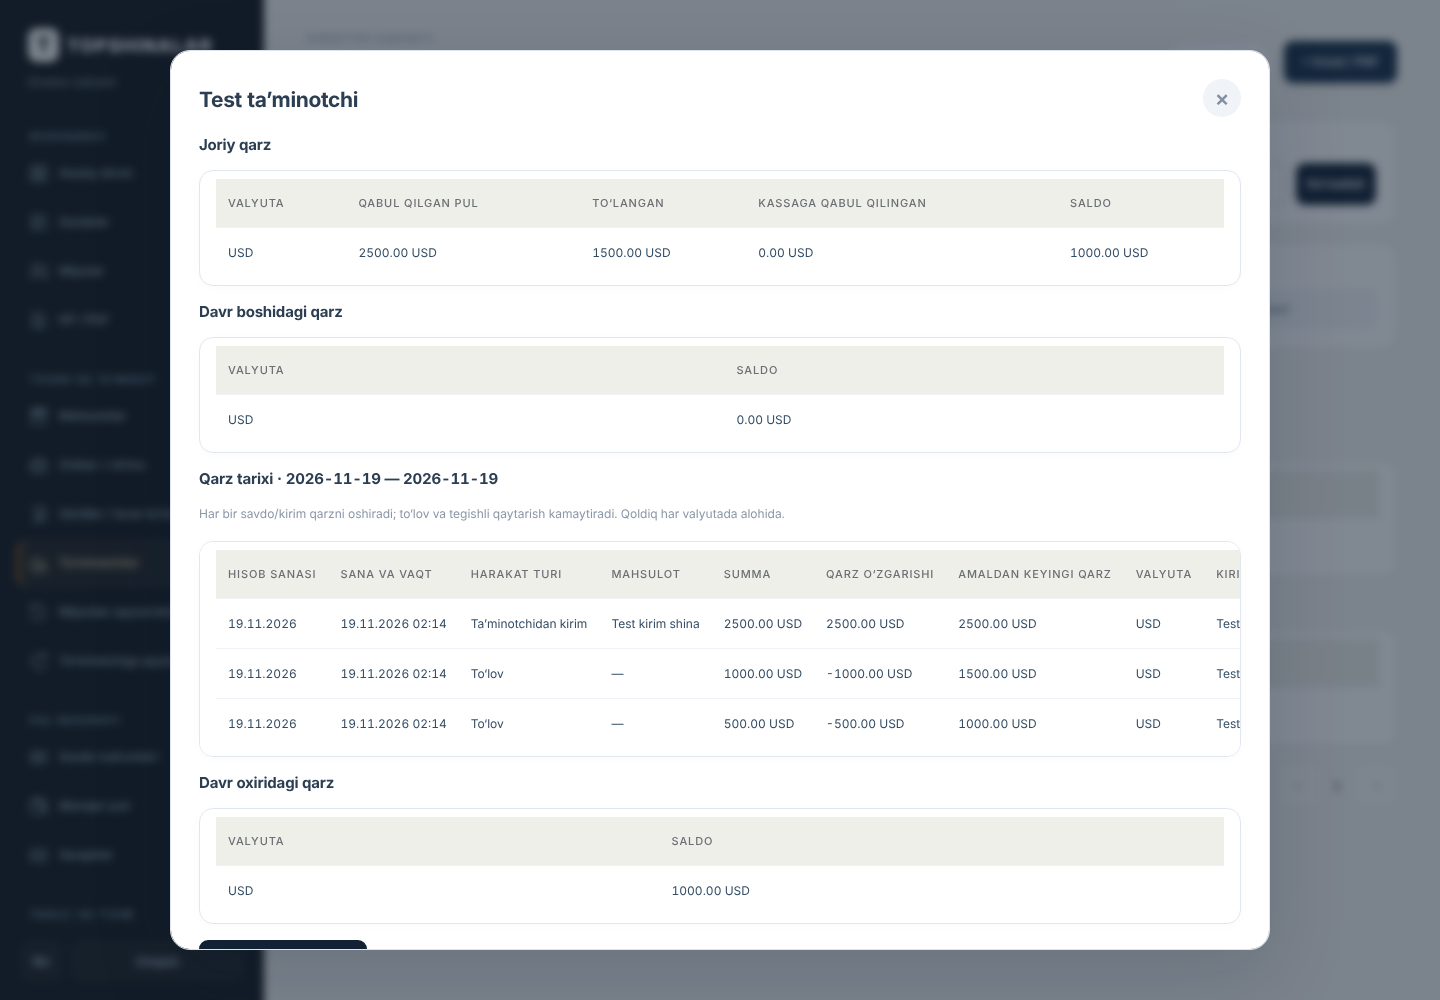 Test ta’minotchi
×
Joriy qarz
VALYUTA QABUL QILGAN PUL TO‘LANGAN KASSAGA QABUL QILINGAN SALDO
USD 2500.00 USD 1500.00 USD 0.00 USD 1000.00 USD
Davr boshidagi qarz
VALYUTA SALDO
USD 0.00 USD
Qarz tarixi · 2026-11-19 — 2026-11-19
Har bir savdo/kirim qarzni oshiradi; to‘lov va tegishli qaytarish kamaytiradi. Qoldiq har valyutada alohida.
HISOB SANASI SANA VA VAQT HARAKAT TURI MAHSULOT SUMMA QARZ O‘ZGARISHI AMALDAN KEYINGI QARZ VALYUTA KIRI
19.11.2026 19.11.2026 02:14 Ta’minotchidan kirim Test kirim shina 2500.00 USD 2500.00 USD 2500.00 USD USD Test
19.11.2026 19.11.2026 02:14 To‘lov — 1000.00 USD -1000.00 USD 1500.00 USD USD Test
19.11.2026 19.11.2026 02:14 To‘lov — 500.00 USD -500.00 USD 1000.00 USD USD Test
Davr oxiridagi qarz
VALYUTA SALDO
USD 1000.00 USD